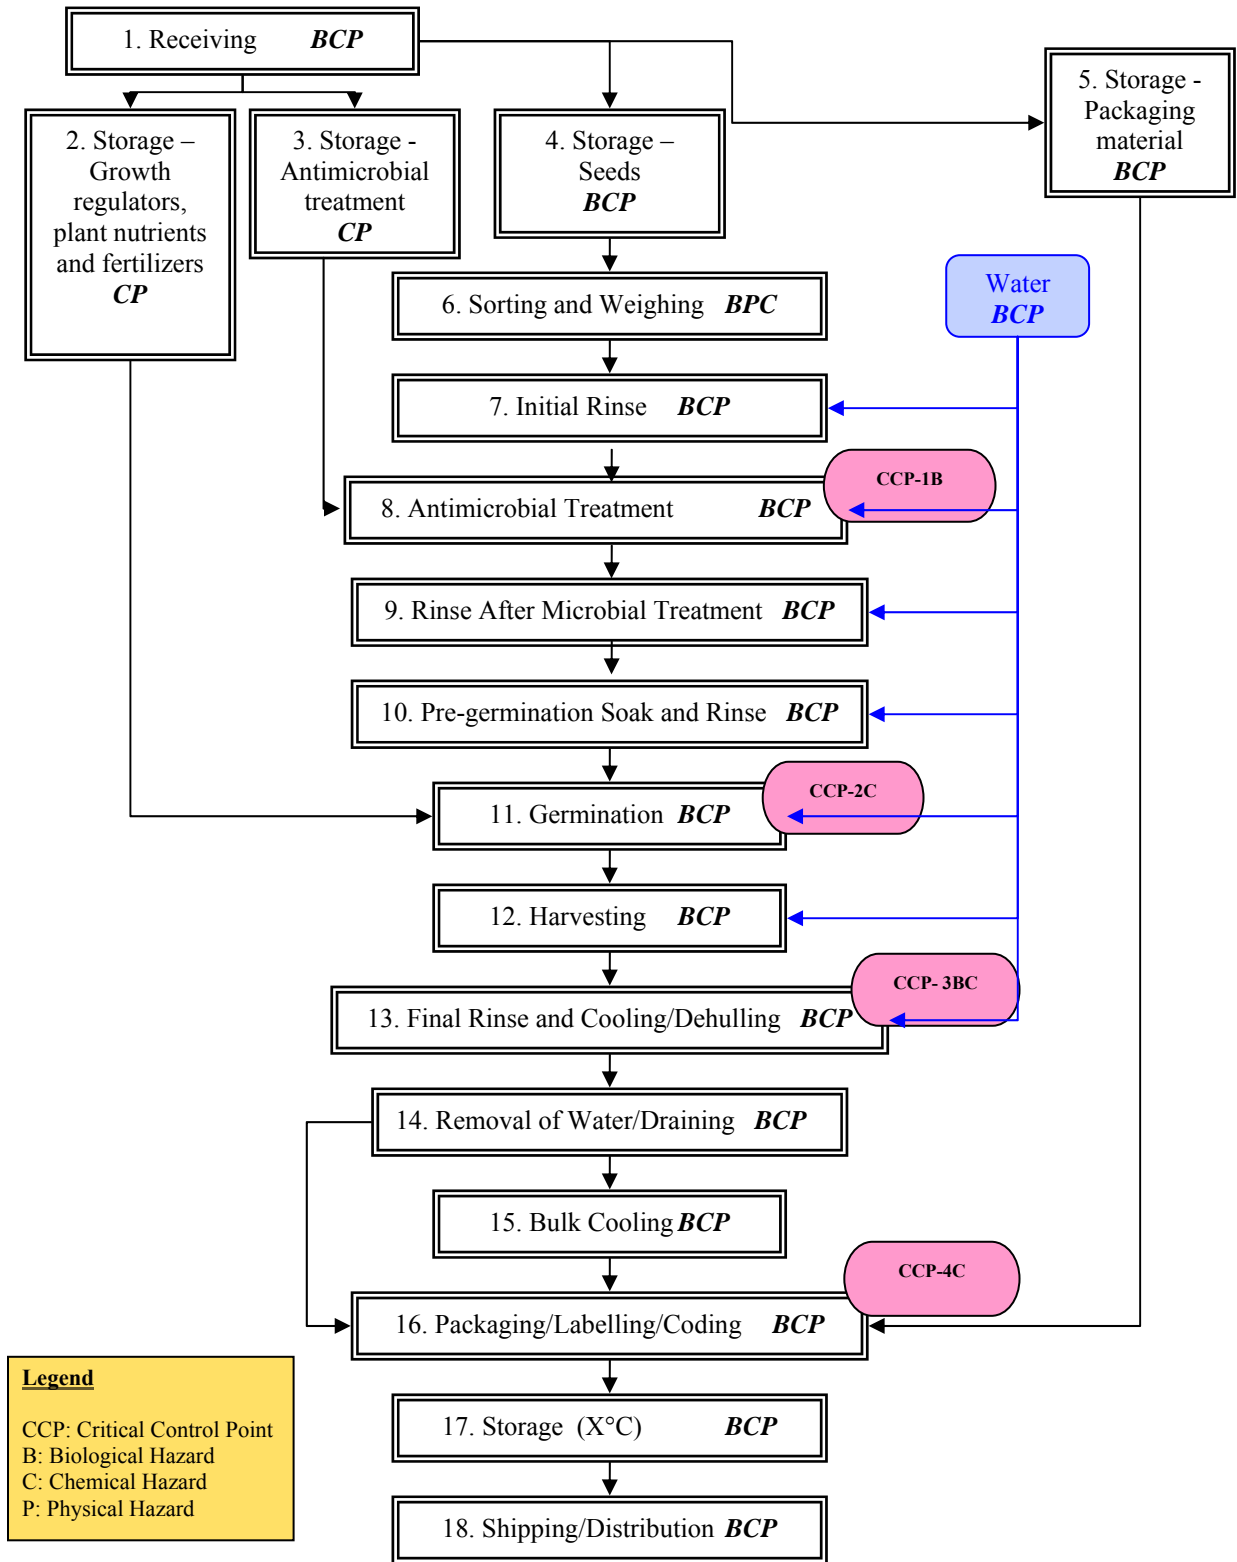 1. Receiving BCP
2. Storage –
Growth
regulators,
plant nutrients
and fertilizers
CP
3. Storage -
Antimicrobial
treatment
CP
4. Storage –
Seeds
BCP
5. Storage -
Packaging
material
BCP
6. Sorting and Weighing BPC
Water
BCP
7. Initial Rinse BCP
CCP-1B
8. Antimicrobial Treatment BCP
9. Rinse After Microbial Treatment BCP
10. Pre-germination Soak and Rinse BCP
CCP-2C
11. Germination BCP
12. Harvesting BCP
CCP- 3BC
13. Final Rinse and Cooling/Dehulling BCP
14. Removal of Water/Draining BCP
15. Bulk Cooling BCP
CCP-4C
16. Packaging/Labelling/Coding BCP
17. Storage (X°C) BCP
18. Shipping/Distribution BCP
Legend
CCP: Critical Control Point
B: Biological Hazard
C: Chemical Hazard
P: Physical Hazard